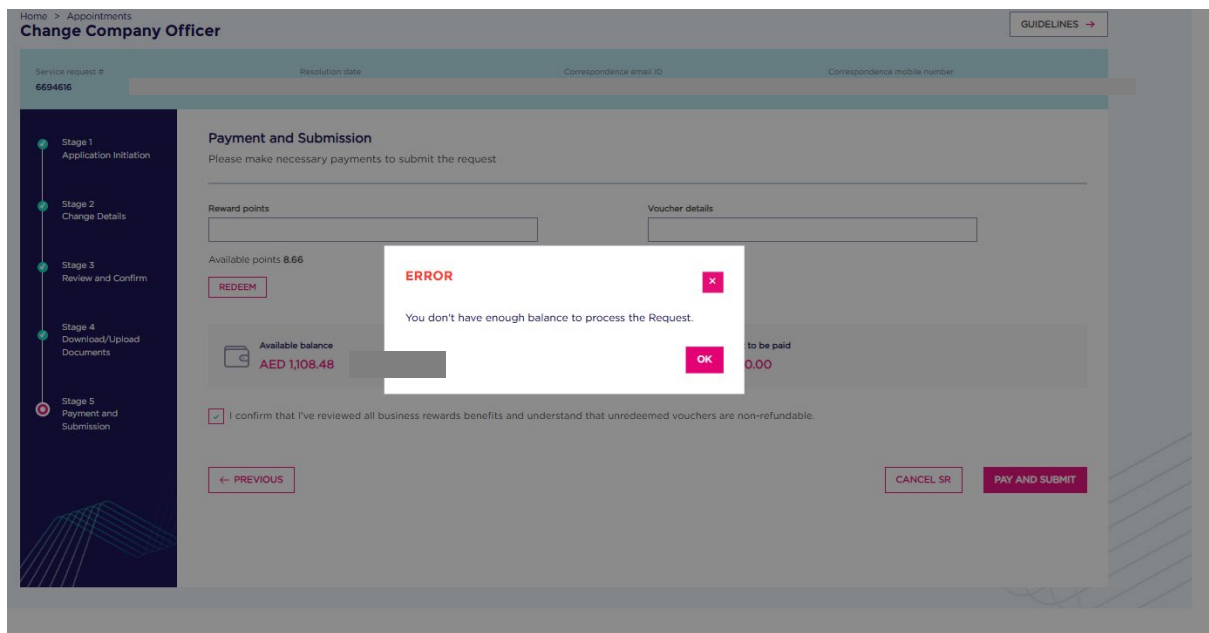 Home > Appointments
Change Company Officer
GUIDELINES →
Service request #
Resolution date
Correspondence email ID
Correspondence mobile number
6694616
Stage 1
Application Initiation
Stage 2
Change Details
Stage 3
Review and Confirm
Stage 4
Download/Upload
Documents
Stage 5
Payment and
Submission
Payment and Submission
Please make necessary payments to submit the request
Reward points
Voucher details
Available points 8.66
REDEEM
ERROR
×
You don't have enough balance to process the Request.
OK
Available balance
AED 1,108.48
to be paid
0.00
I confirm that I've reviewed all business rewards benefits and understand that unredeemed vouchers are non-refundable.
← PREVIOUS
CANCEL SR
PAY AND SUBMIT